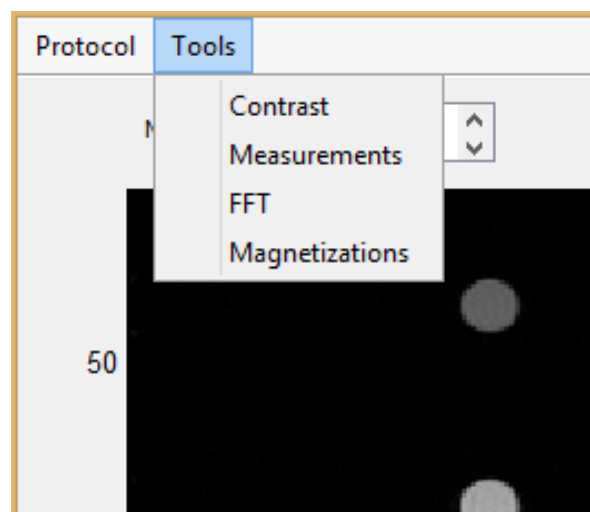 Protocol Tools
Contrast
Measurements
FFT
Magnetizations
50